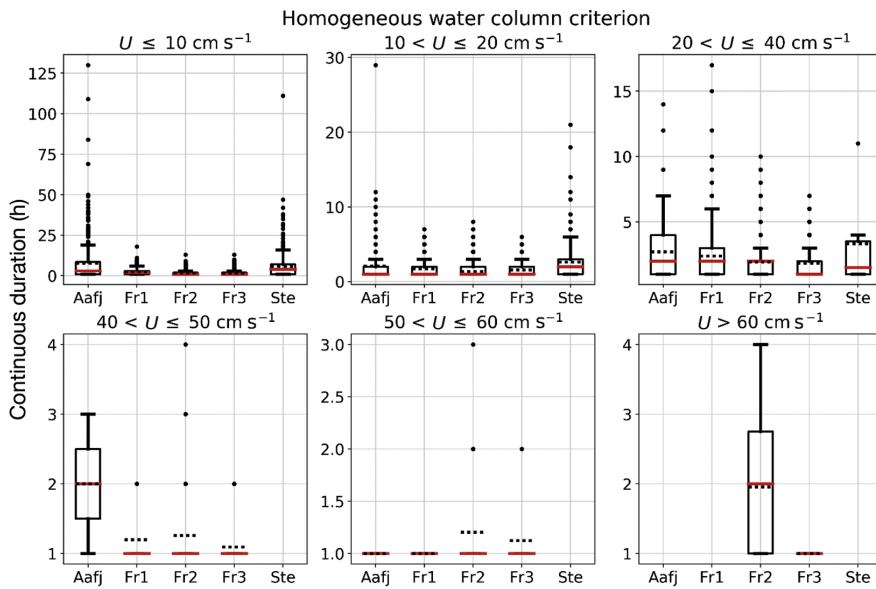 Homogeneous water column criterion
U ≤ 10 cm s⁻¹
10 < U ≤ 20 cm s⁻¹
20 < U ≤ 40 cm s⁻¹
Continuous duration (h)
125
100
75
50
25
0
30
20
10
0
15
10
5
Aafj Fr1 Fr2 Fr3 Ste
Aafj Fr1 Fr2 Fr3 Ste
Aafj Fr1 Fr2 Fr3 Ste
40 < U ≤ 50 cm s⁻¹
50 < U ≤ 60 cm s⁻¹
U > 60 cm s⁻¹
4
3
2
1
3.0
2.5
2.0
1.5
1.0
4
3
2
1
Aafj Fr1 Fr2 Fr3 Ste
Aafj Fr1 Fr2 Fr3 Ste
Aafj Fr1 Fr2 Fr3 Ste